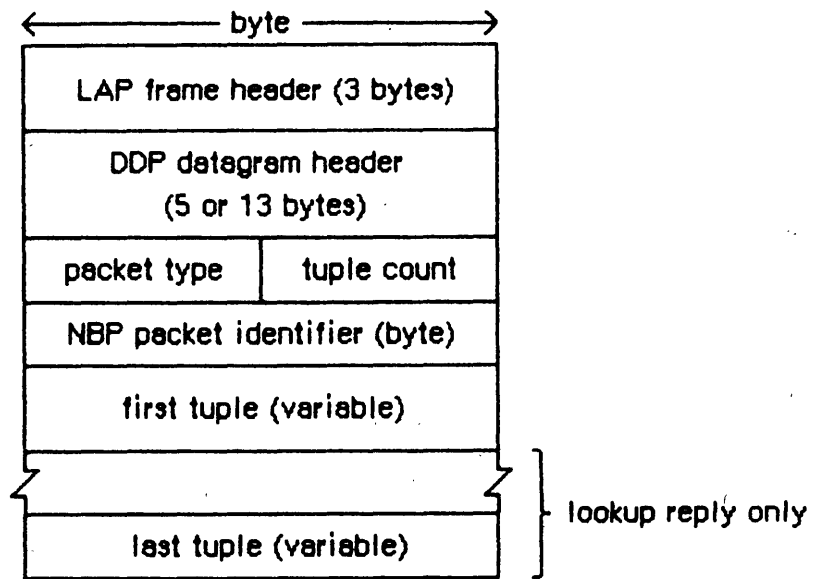 byte
LAP frame header (3 bytes)
DDP datagram header
(5 or 13 bytes)
packet type tuple count
NBP packet identifier (byte)
first tuple (variable)
lookup reply only
last tuple (variable)